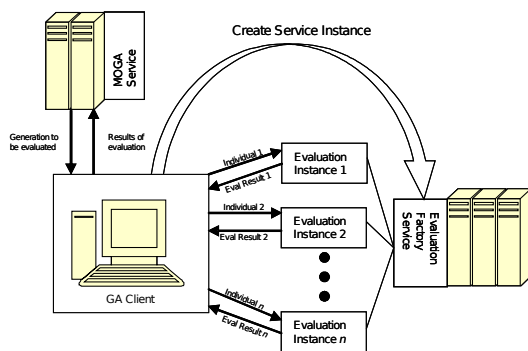 Create Service Instance
MOGA
Service
Generation to
be evaluated
Results of
evaluation
Individual 1
Eval Result 1
Evaluation
Instance 1
Individual 2
Eval Result 2
Evaluation
Instance 2
Evaluation
Factory
Service
GA Client
Individual n
Eval Result n
Evaluation
Instance n